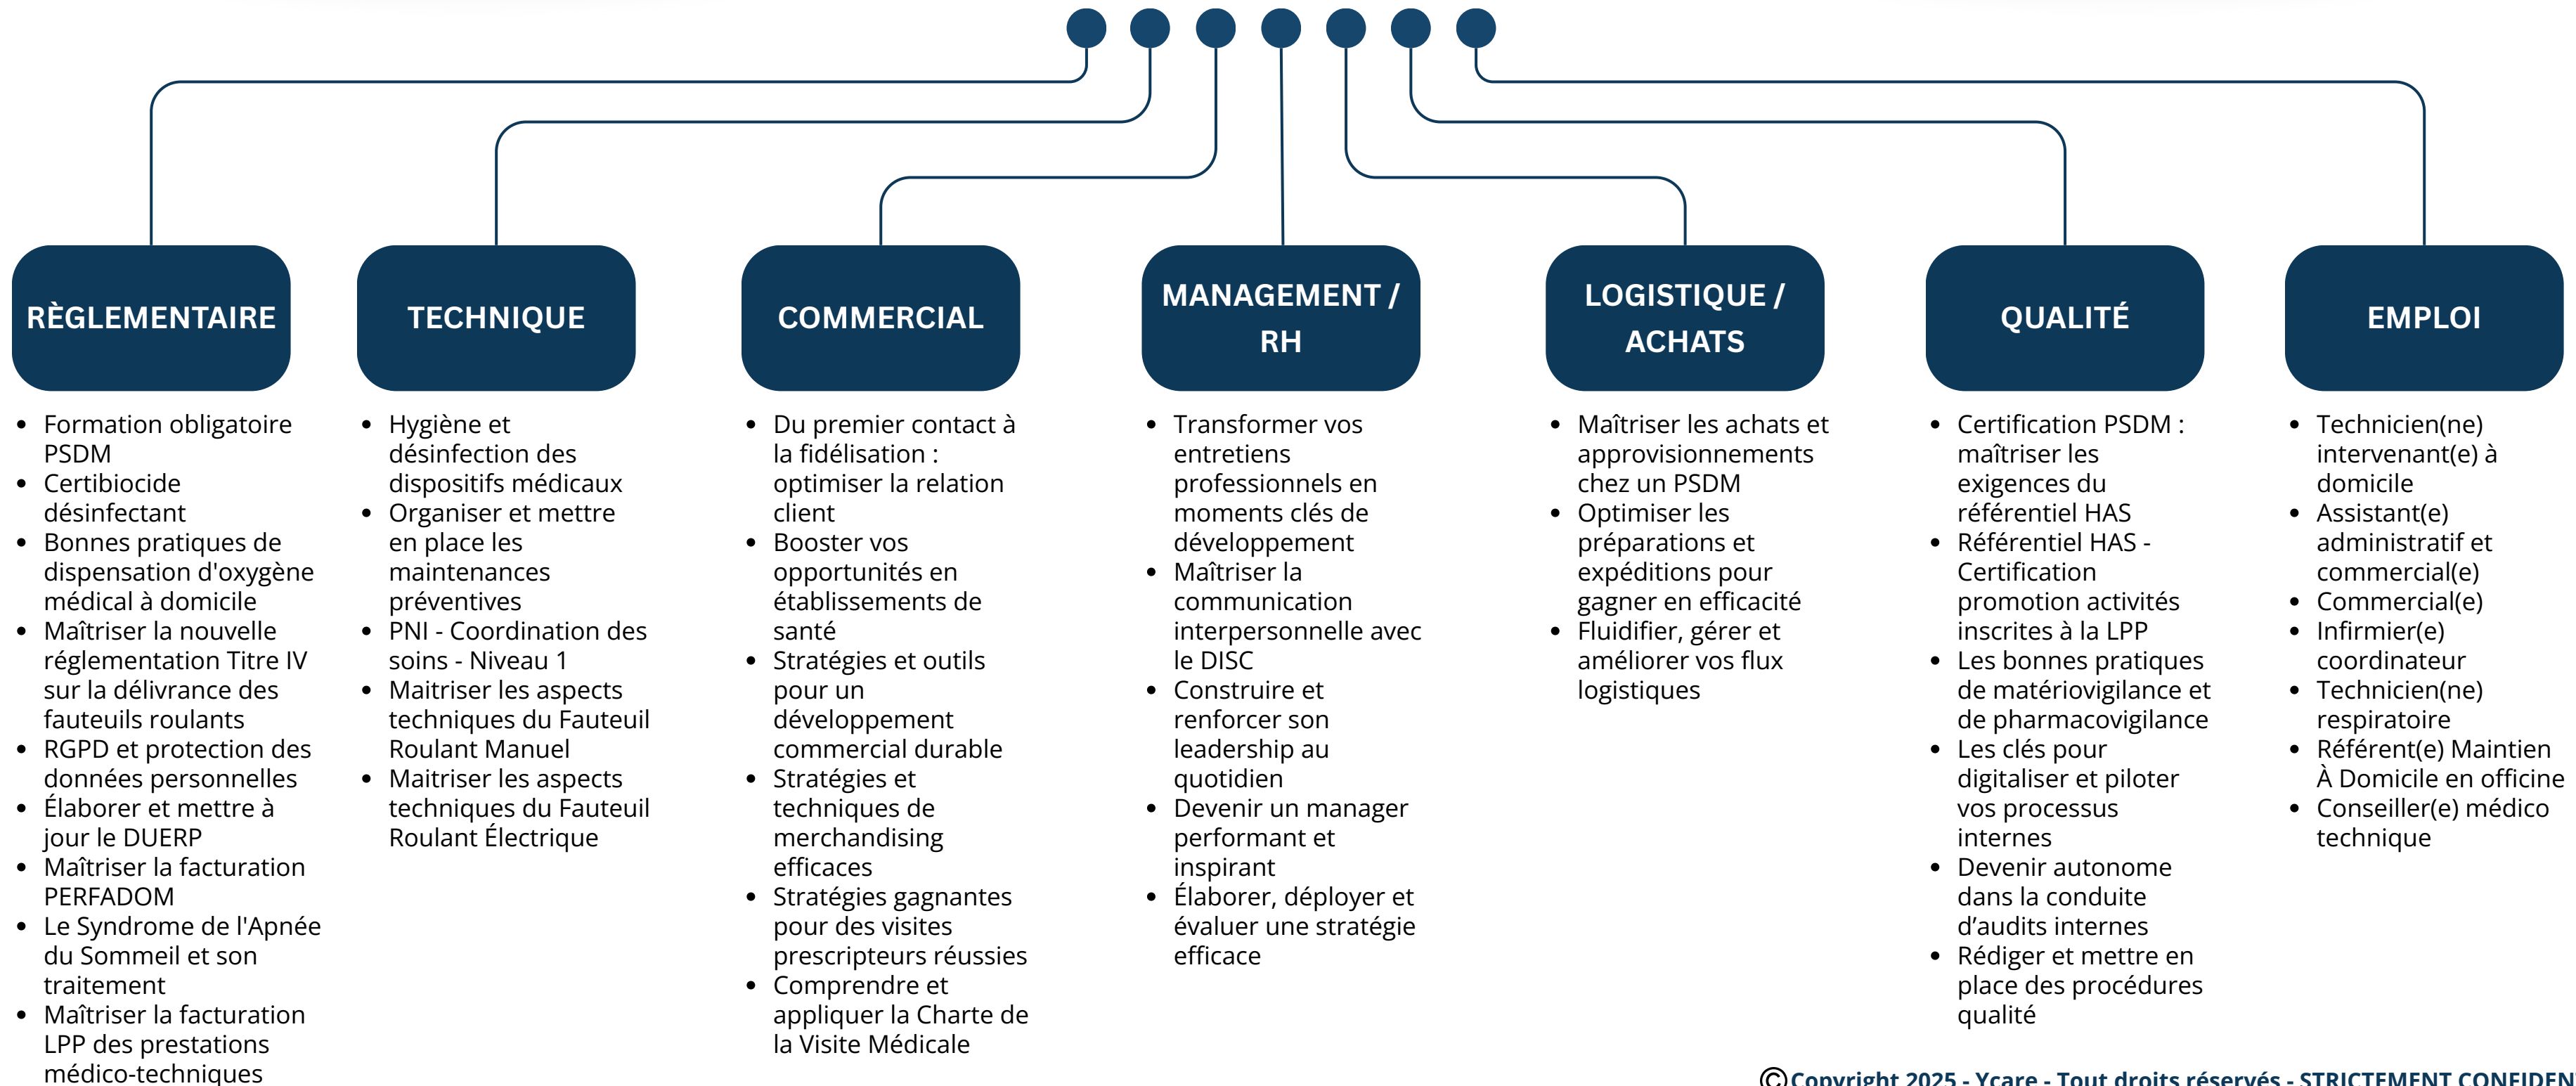 RÈGLEMENTAIRE
• Formation obligatoire
PSDM
• Certibiocide
désinfectant
• Bonnes pratiques de
dispensation d'oxygène
médical à domicile
• Maîtriser la nouvelle
réglementation Titre IV
sur la délivrance des
fauteuils roulants
• RGPD et protection des
données personnelles
• Élaborer et mettre à
jour le DUERP
• Maîtriser la facturation
PERFADOM
• Le Syndrome de l'Apnée
du Sommeil et son
traitement
• Maîtriser la facturation
LPP des prestations
médico-techniques
TECHNIQUE
• Hygiène et
désinfection des
dispositifs médicaux
• Organiser et mettre
en place les
maintenances
préventives
• PNI - Coordination des
soins - Niveau 1
• Maitriser les aspects
techniques du Fauteuil
Roulant Manuel
• Maitriser les aspects
techniques du Fauteuil
Roulant Électrique
COMMERCIAL
• Du premier contact à
la fidélisation :
optimiser la relation
client
• Booster vos
opportunités en
établissements de
santé
• Stratégies et outils
pour un
développement
commercial durable
• Stratégies et
techniques de
merchandising
efficaces
• Stratégies gagnantes
pour des visites
prescripteurs réussies
• Comprendre et
appliquer la Charte de
la Visite Médicale
MANAGEMENT /
RH
• Transformer vos
entretiens
professionnels en
moments clés de
développement
• Maîtriser la
communication
interpersonnelle avec
le DISC
• Construire et
renforcer son
leadership au
quotidien
• Devenir un manager
performant et
inspirant
• Élaborer, déployer et
évaluer une stratégie
efficace
LOGISTIQUE /
ACHATS
• Maîtriser les achats et
approvisionnements
chez un PSDM
• Optimiser les
préparations et
expéditions pour
gagner en efficacité
• Fluidifier, gérer et
améliorer vos flux
logistiques
QUALITÉ
• Certification PSDM :
maîtriser les
exigences du
référentiel HAS
• Référentiel HAS -
Certification
promotion activités
inscrites à la LPP
• Les bonnes pratiques
de matériovigilance et
de pharmacovigilance
• Les clés pour
digitaliser et piloter
vos processus
internes
• Devenir autonome
dans la conduite
d’audits internes
• Rédiger et mettre en
place des procédures
qualité
EMPLOI
• Technicien(ne)
intervenant(e) à
domicile
• Assistant(e)
administratif et
commercial(e)
• Commercial(e)
• Infirmier(e)
coordinateur
• Technicien(ne)
respiratoire
• Référent(e) Maintien
À Domicile en officine
• Conseiller(e) médico
technique
© Copyright 2025 - Ycare - Tout droits réservés - STRICTEMENT CONFIDEN